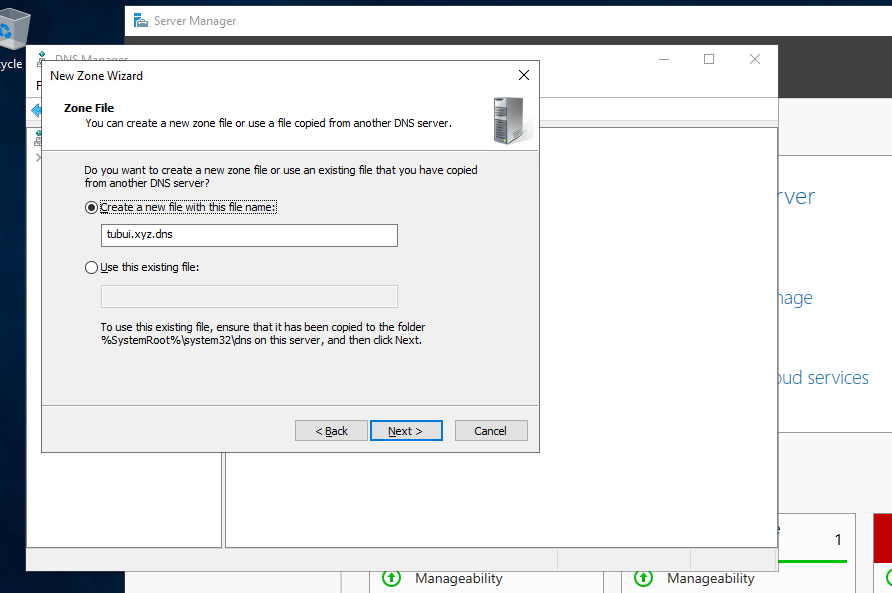 Server Manager
ycle
DNS Manager
New Zone Wizard
Zone File
You can create a new zone file or use a file copied from another DNS server.
Do you want to create a new zone file or use an existing file that you have copied
from another DNS server?
Create a new file with this file name:
tubui.xyz.dns
Use this existing file:
To use this existing file, ensure that it has been copied to the folder
%SystemRoot%\system32\dns on this server, and then click Next.
< Back
Next >
Cancel
rver
nage
oud services
1
Manageability
Manageability